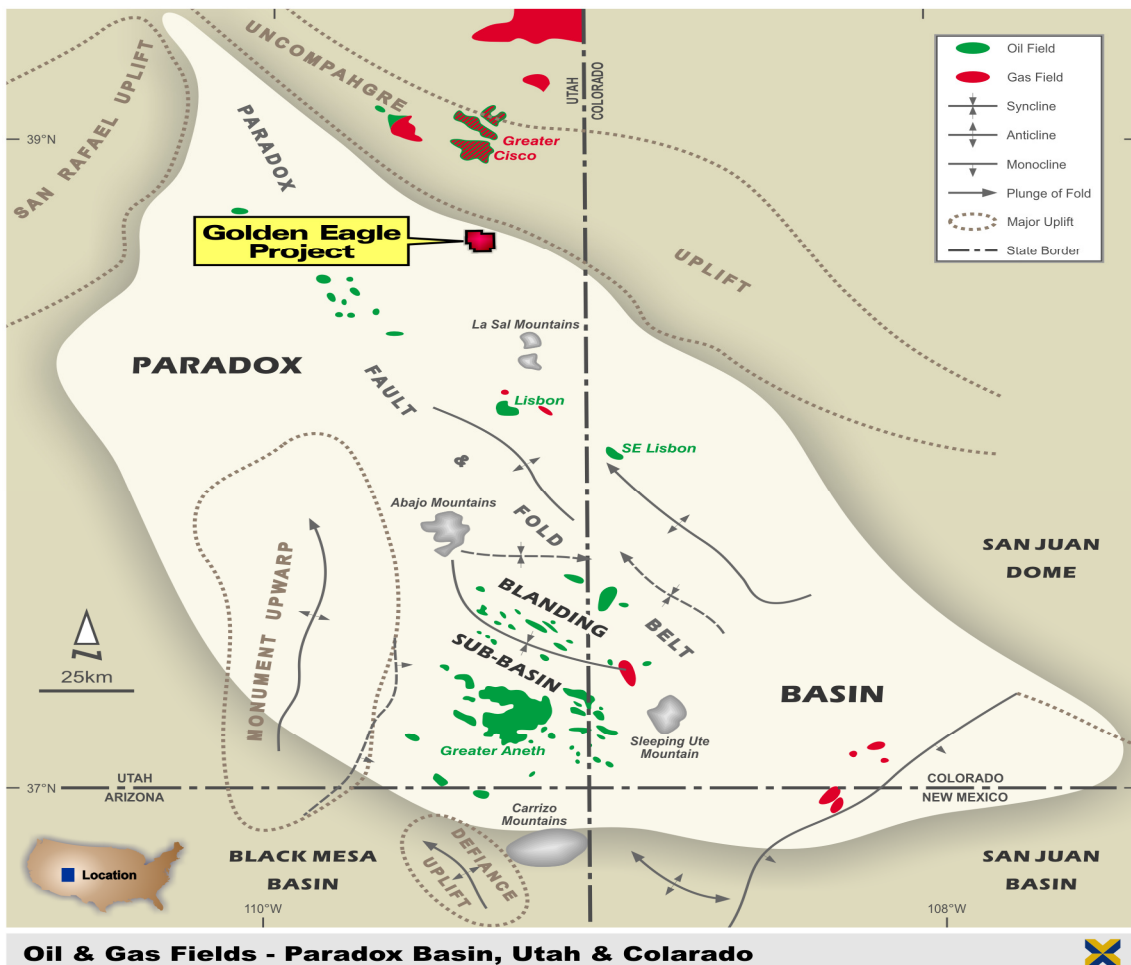 UNCOMPAHGRE
UPLIFT
SAN RAFAEL UPLIFT
UTAH
COLORADO
Oil Field
Gas Field
Syncline
Anticline
Monocline
Plunge of Fold
Major Uplift
State Border
39°N
39°N
Greater
Cisco
PARADOX
FAULT
&
FOLD
BELT
Golden Eagle
Project
La Sal Mountains
PARADOX
BASIN
Lisbon
SE Lisbon
Abajo Mountains
SAN JUAN
DOME
BLANDING
SUB-BASIN
MONUMENT UPWARP
25km
Greater Aneth
Sleeping Ute
Mountain
37°N
UTAH
ARIZONA
COLORADO
NEW MEXICO
37°N
Carrizo
Mountains
DEFIANCE
UPLIFT
BLACK MESA
BASIN
SAN JUAN
BASIN
Location
110°W
108°W
Oil & Gas Fields - Paradox Basin, Utah & Colarado